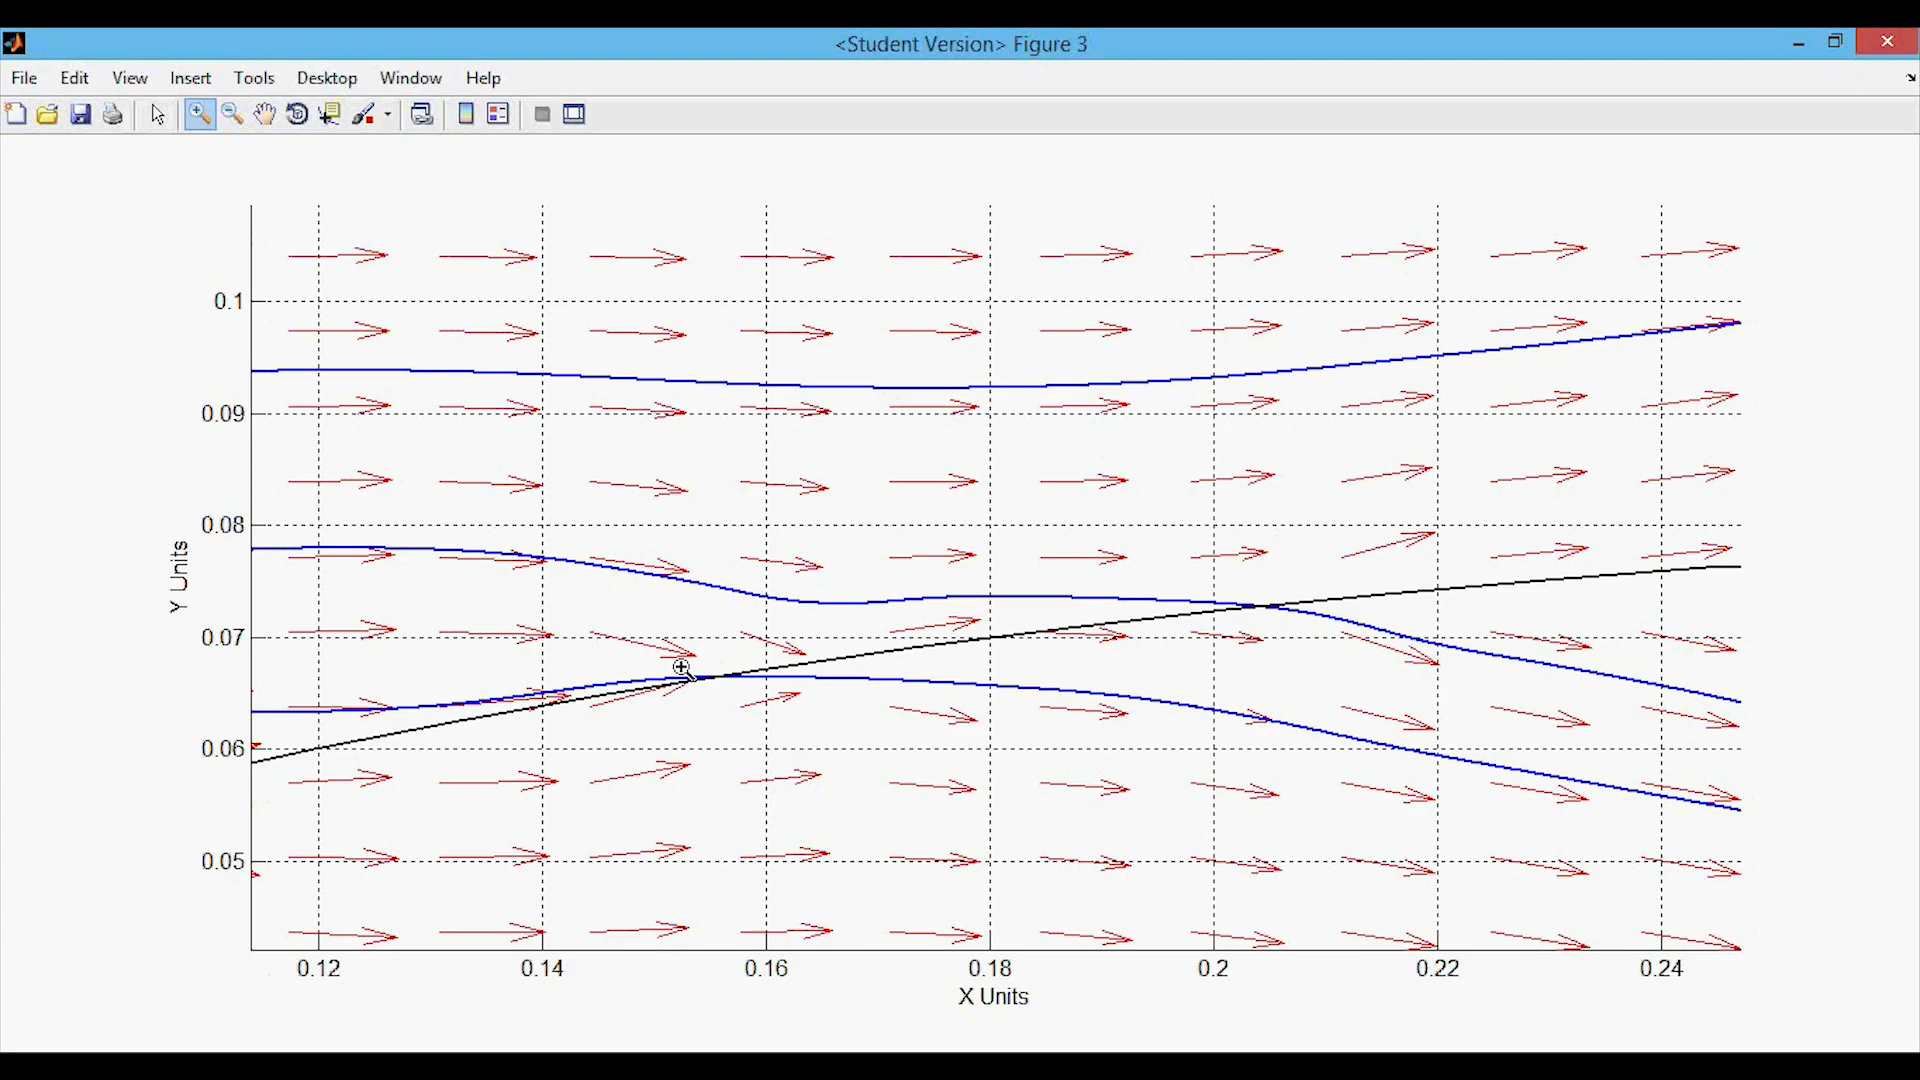 <Student Version> Figure 3
File Edit View Insert Tools Desktop Window Help
0.1
0.09
0.08
0.07
0.06
0.05
Y Units
0.12 0.14 0.16 0.18 0.2 0.22 0.24
X Units